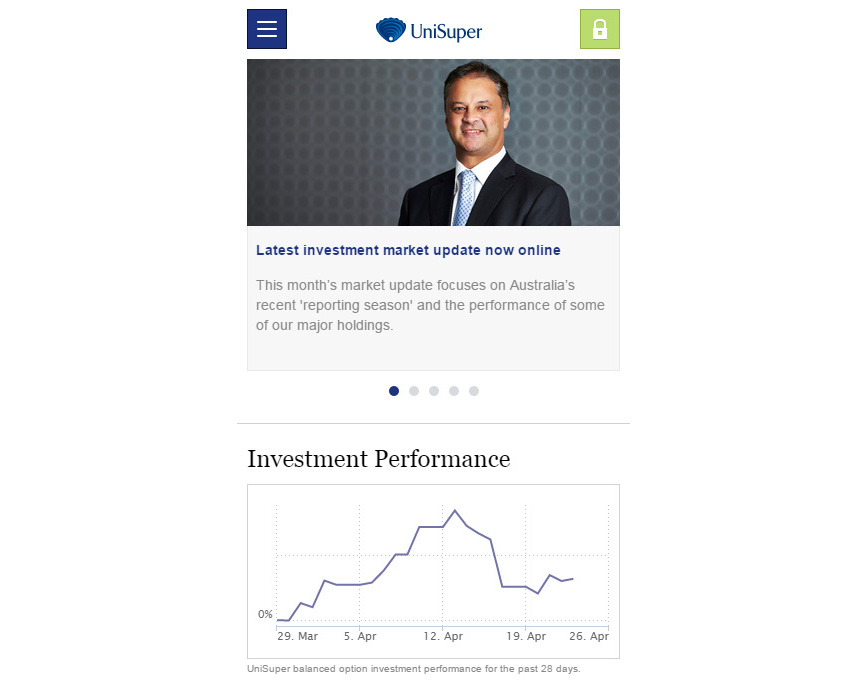 UniSuper
Latest investment market update now online
This month’s market update focuses on Australia’s
recent 'reporting season' and the performance of some
of our major holdings.
Investment Performance
0%
29. Mar
5. Apr
12. Apr
19. Apr
26. Apr
UniSuper balanced option investment performance for the past 28 days.